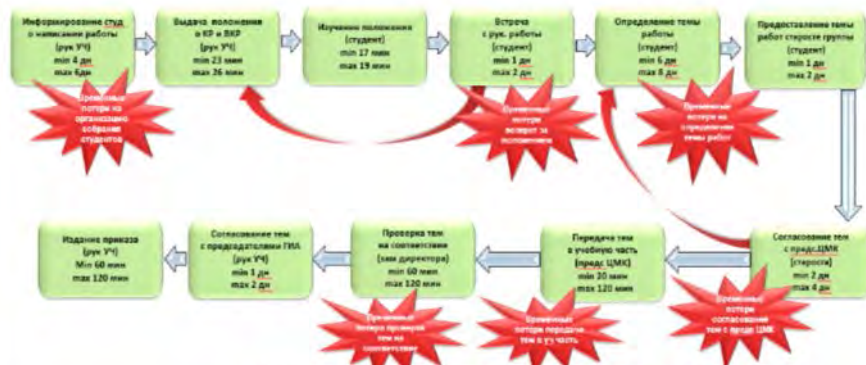 Информирование студ
о написании работы
(рук УЧ)
min 4 дн
max 6дн
Временные
потери на
организацию
собрания
студентов
Выдача положения
о КР и ВКР
(рук УЧ)
min 23 мин
max 26 мин
Изучении положения
(студент)
min 17 мин
max 19 мин
Встреча
с рук. работы
(студент)
min 1 дн
max 2 дн
Временные
потери
возврат за
положением
Определение темы
работы
(студент)
min 6 дн
max 8 дн
Временные
потери на
определение
темы работ
Предоставление темы
работ старосте группы
(студент)
min 1 дн
max 2 дн
Согласование тем
с предс.ЦМК
(староста)
min 2 дн
max 4 дн
Временные
потери
согласования
тем с предс ЦМК
Передача тем
в учебную часть
(предс ЦМК)
min 20 мин
max 120 мин
Временные
потери передачи
тем в уч часть
Проверка тем
на соответствие
(зам директора)
min 60 мин
max 120 мин
Временные
потери проверки
тем на
соответствие
Согласование тем
с председателями ГИА
(рук УЧ)
min 1 дн
max 2 дн
Издание приказа
(рук УЧ)
Min 60 мин
max 120 мин